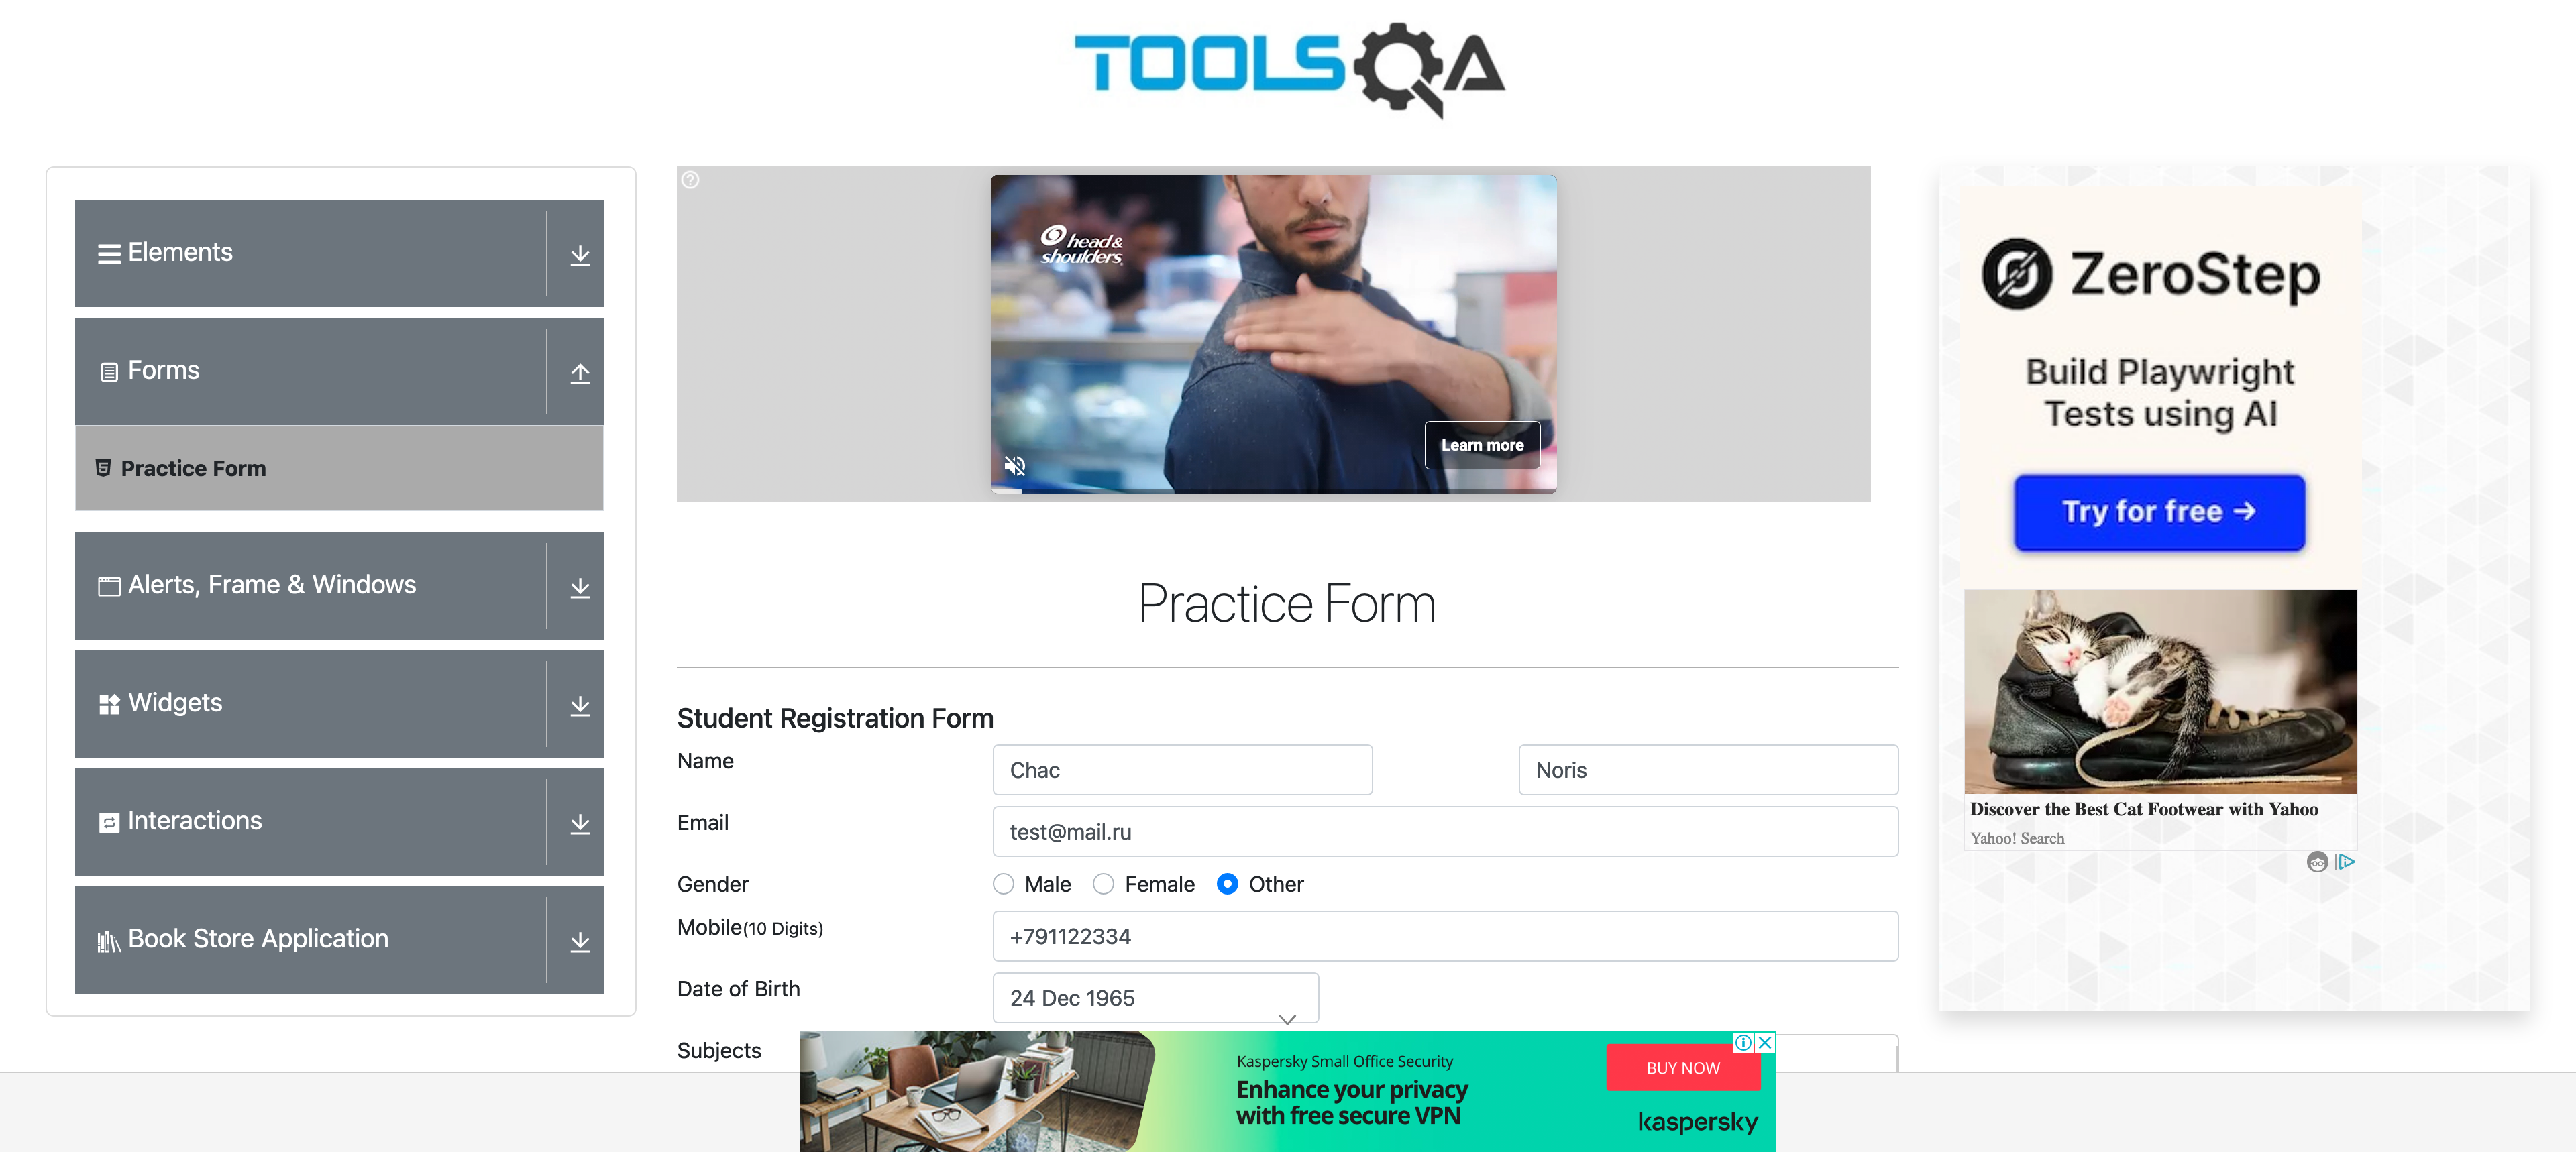 TOOLSQA
Elements
Forms
Practice Form
Alerts, Frame & Windows
Widgets
Interactions
Book Store Application
head &
shoulders
Learn more
Practice Form
Student Registration Form
Name
Chac
Noris
Email
test@mail.ru
Gender
Male
Female
Other
Mobile(10 Digits)
+791122334
Date of Birth
24 Dec 1965
Subjects
ZeroStep
Build Playwright
Tests using AI
Try for free →
Discover the Best Cat Footwear with Yahoo
Yahoo! Search
Kaspersky Small Office Security
Enhance your privacy
with free secure VPN
BUY NOW
kaspersky